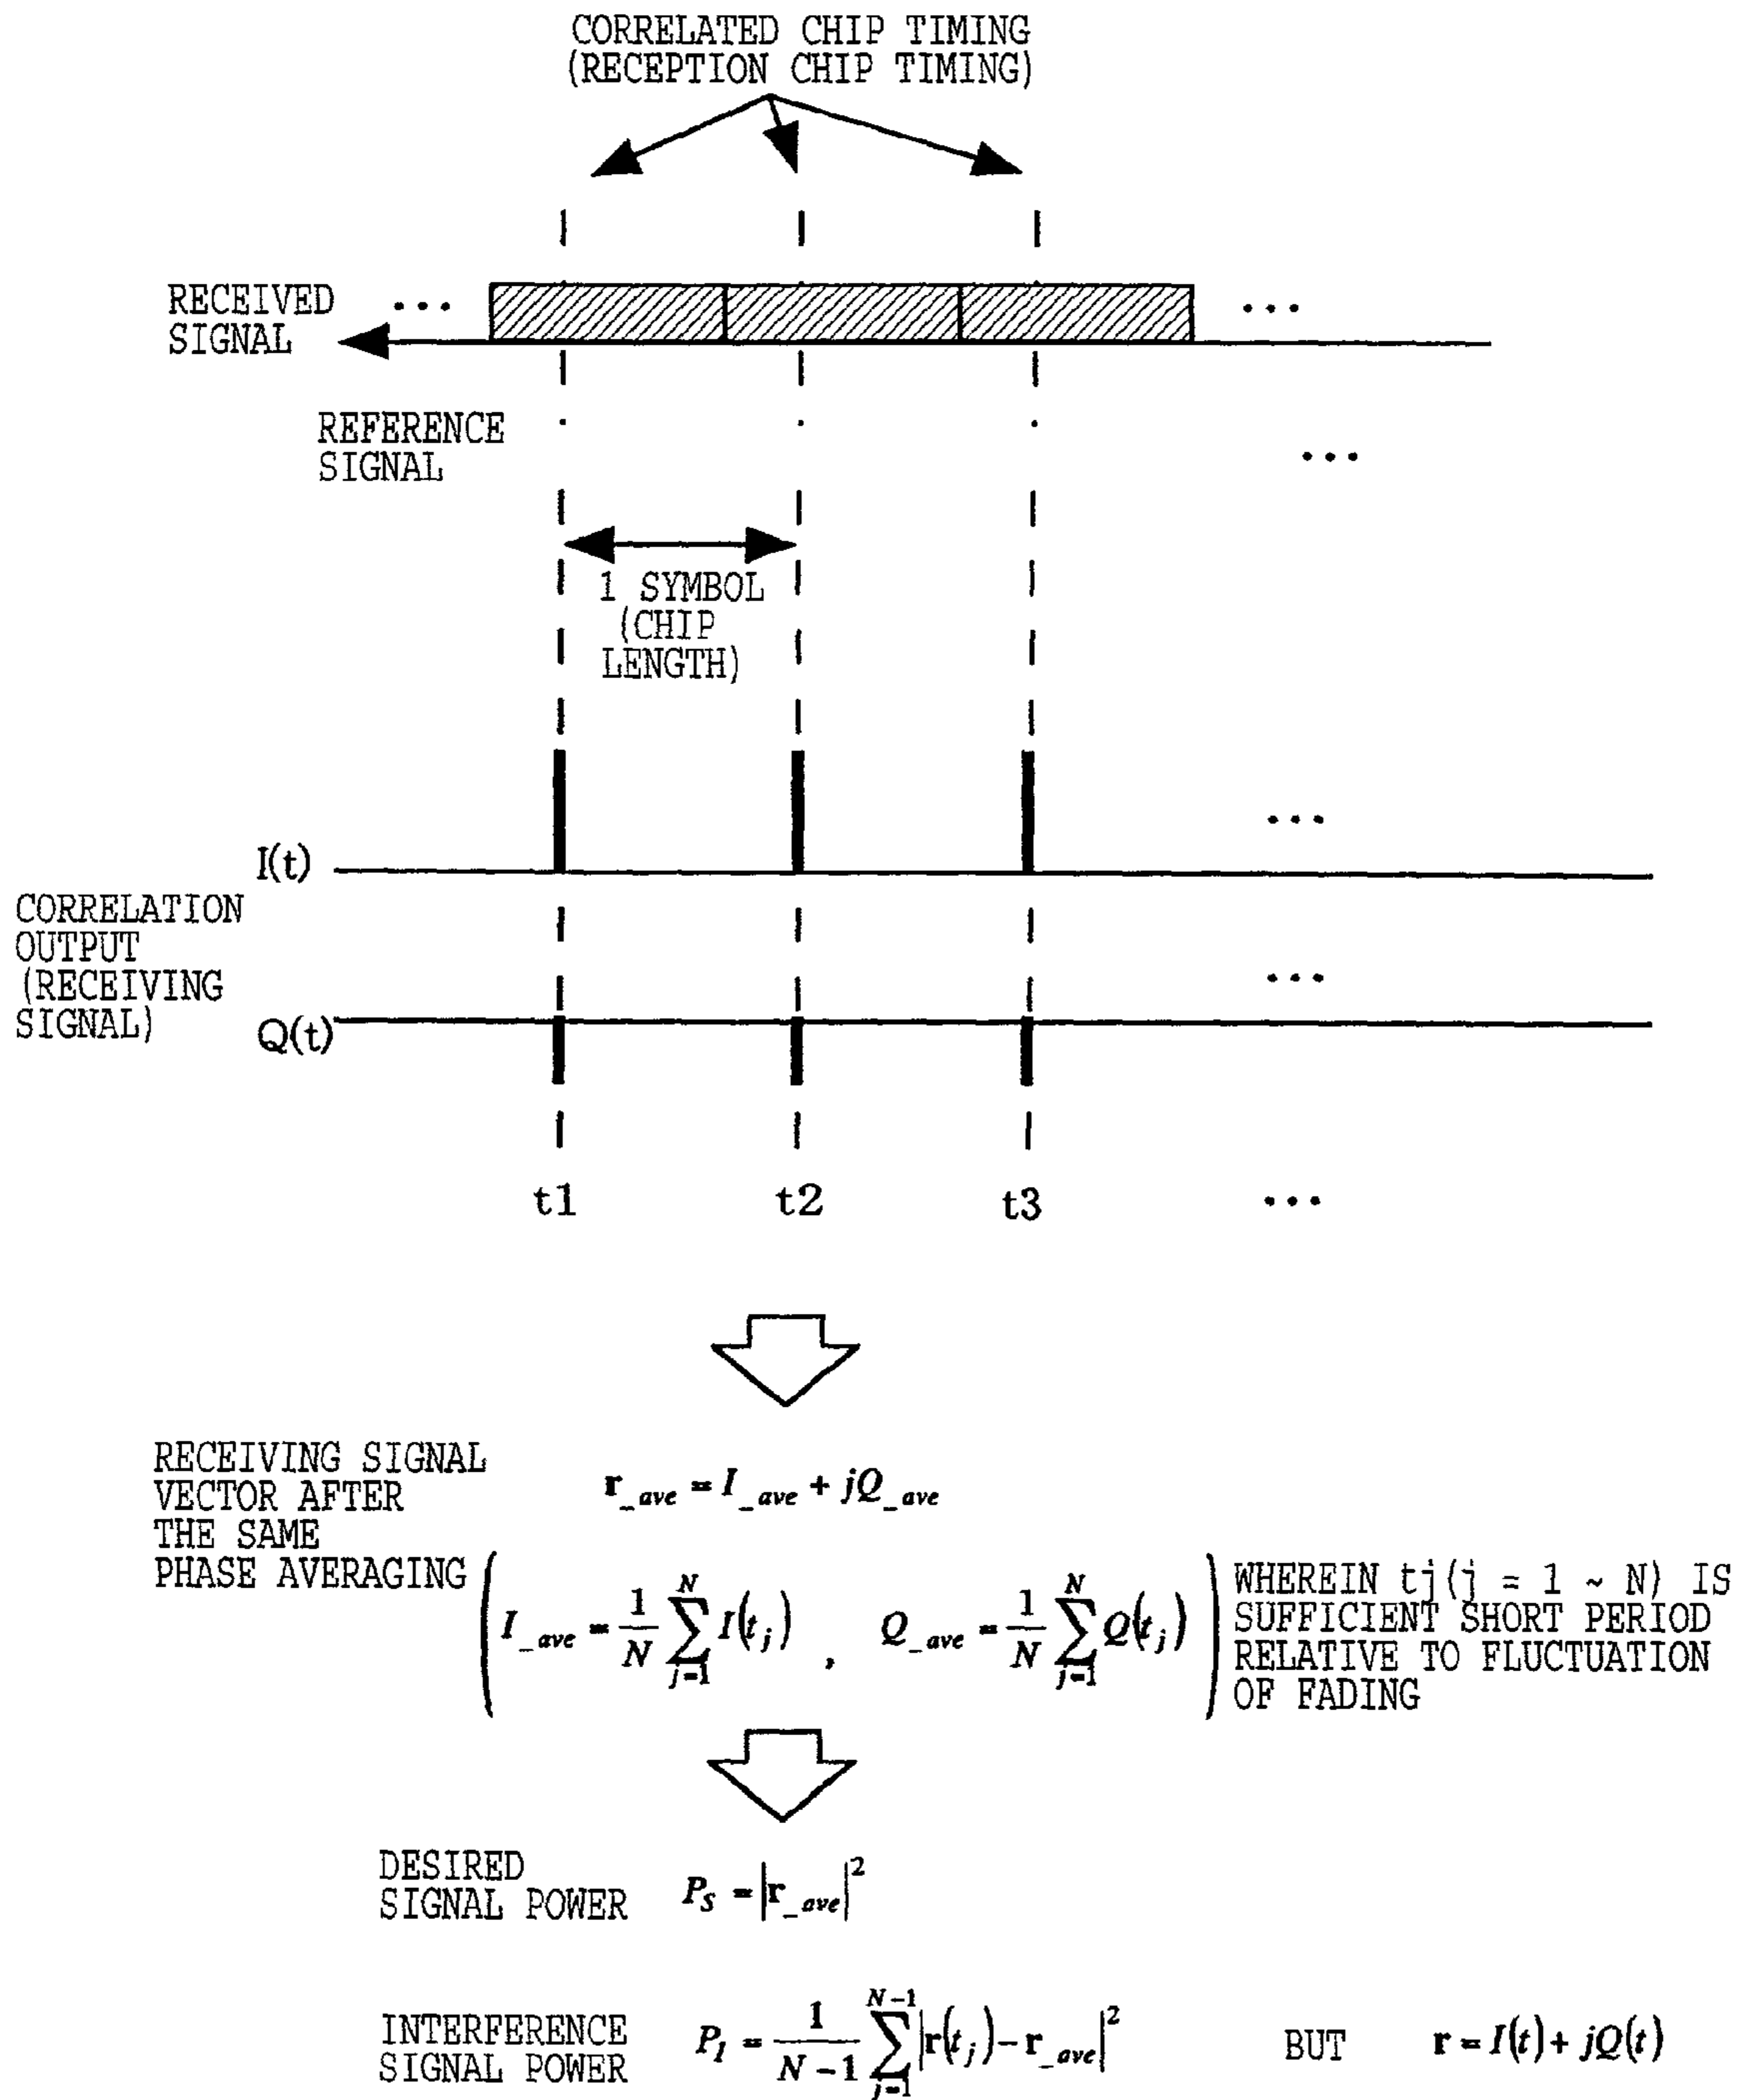 CORRELATED CHIP TIMING
(RECEPTION CHIP TIMING)
RECEIVED
SIGNAL
...
...
REFERENCE
SIGNAL
...
1 SYMBOL
(CHIP
LENGTH)
I(t)
...
CORRELATION
OUTPUT
(RECEIVING
SIGNAL)
...
Q(t)
t1 t2 t3 ...
RECEIVING SIGNAL
VECTOR AFTER
THE SAME
PHASE AVERAGING
r_ave = I_ave + jQ_ave
( I_ave = 1/N ∑_{j=1}^{N} I(t_j) , Q_ave = 1/N ∑_{j=1}^{N} Q(t_j) )
WHEREIN tj(j = 1 ~ N) IS
SUFFICIENT SHORT PERIOD
RELATIVE TO FLUCTUATION
OF FADING
DESIRED
SIGNAL POWER
P_S = |r_ave|^2
INTERFERENCE
SIGNAL POWER
P_I = 1/(N-1) ∑_{j=1}^{N-1} |r(t_j) - r_ave|^2
BUT r = I(t) + jQ(t)